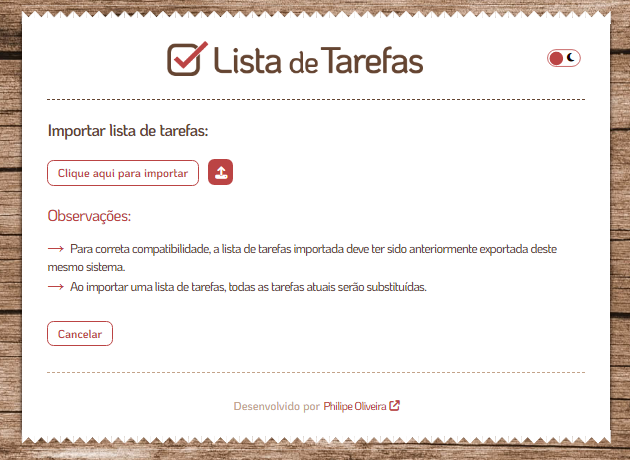 Lista de Tarefas
Importar lista de tarefas:
Clique aqui para importar
Observações:
Para correta compatibilidade, a lista de tarefas importada deve ter sido anteriormente exportada deste
mesmo sistema.
Ao importar uma lista de tarefas, todas as tarefas atuais serão substituídas.
Cancelar
Desenvolvido por Philipe Oliveira